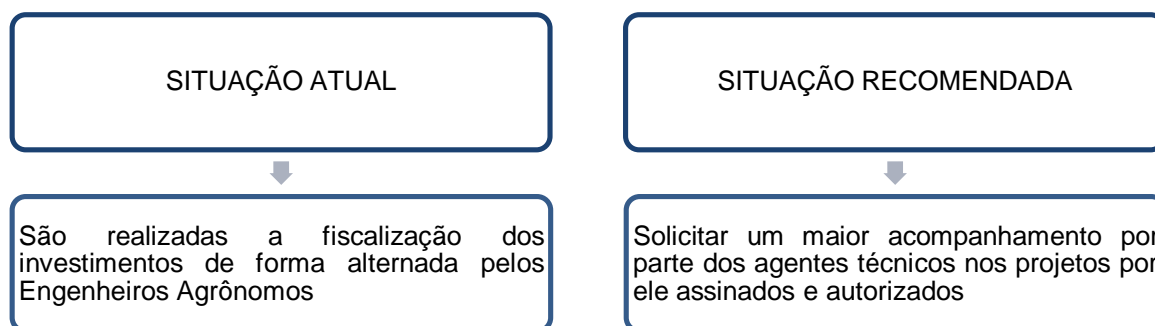 SITUAÇÃO ATUAL
SITUAÇÃO RECOMENDADA
São realizadas a fiscalização dos
investimentos de forma alternada pelos
Engenheiros Agrônomos
Solicitar um maior acompanhamento por
parte dos agentes técnicos nos projetos por
ele assinados e autorizados